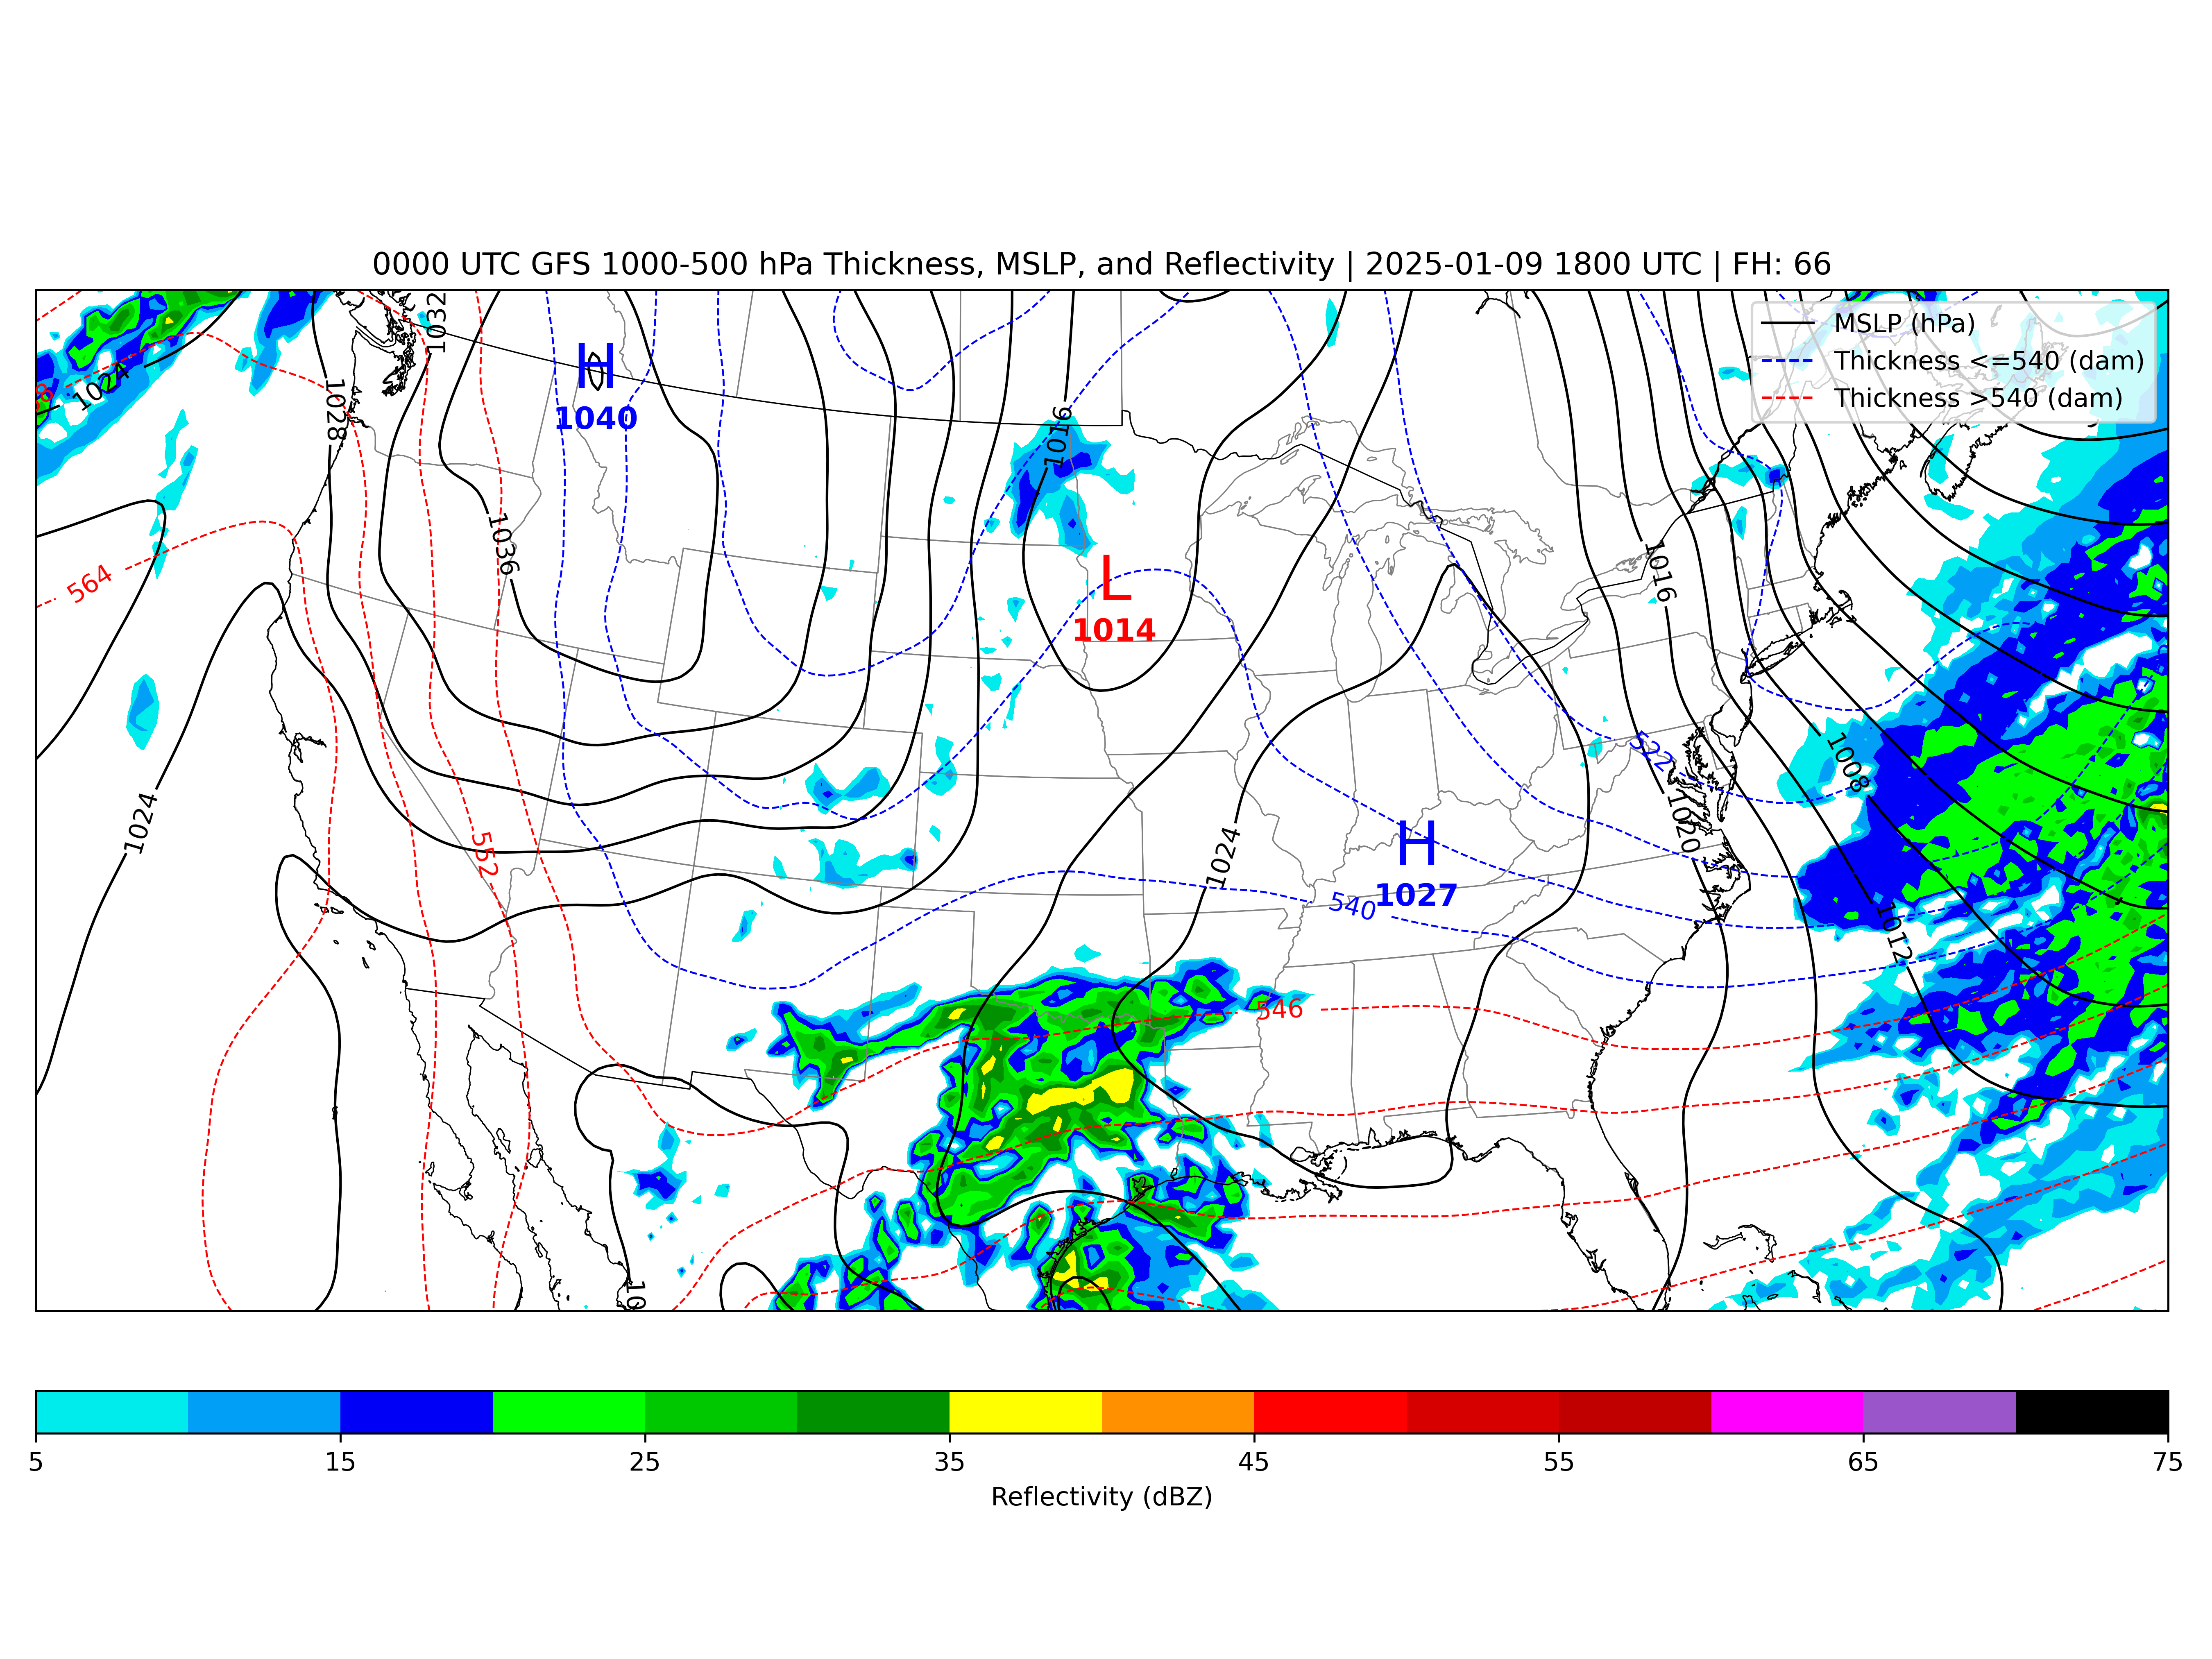 0000 UTC GFS 1000-500 hPa Thickness, MSLP, and Reflectivity | 2025-01-09 1800 UTC | FH: 66
MSLP (hPa)
Thickness <=540 (dam)
Thickness >540 (dam)
1032
1024
1028
H
1040
1016
1036
564
L
1014
1016
522
1008
1024
552
1020
1024
H
1027
540
1012
546
10
5 15 25 35 45 55 65 75
Reflectivity (dBZ)